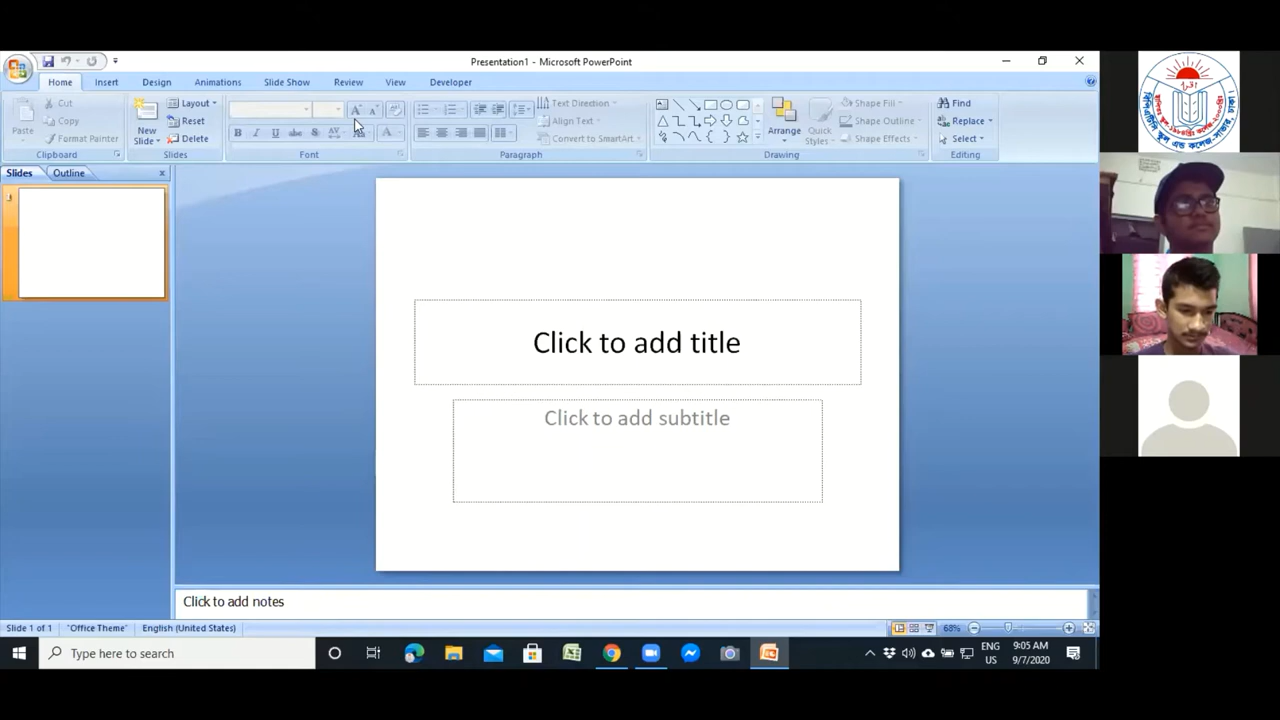 Presentation1 - Microsoft PowerPoint
Home Insert Design Animations Slide Show Review View Developer
Paste
Cut
Copy
Format Painter
Clipboard
New
Slide
Layout
Reset
Delete
Slides
Font
Paragraph
Text Direction
Align Text
Convert to SmartArt
Arrange
Quick
Styles
Shape Fill
Shape Outline
Shape Effects
Drawing
Find
Replace
Select
Editing
Slides Outline
1
Click to add title
Click to add subtitle
Click to add notes
Slide 1 of 1 "Office Theme" English (United States) 68%
Type here to search
ENG
US
9:05 AM
9/7/2020